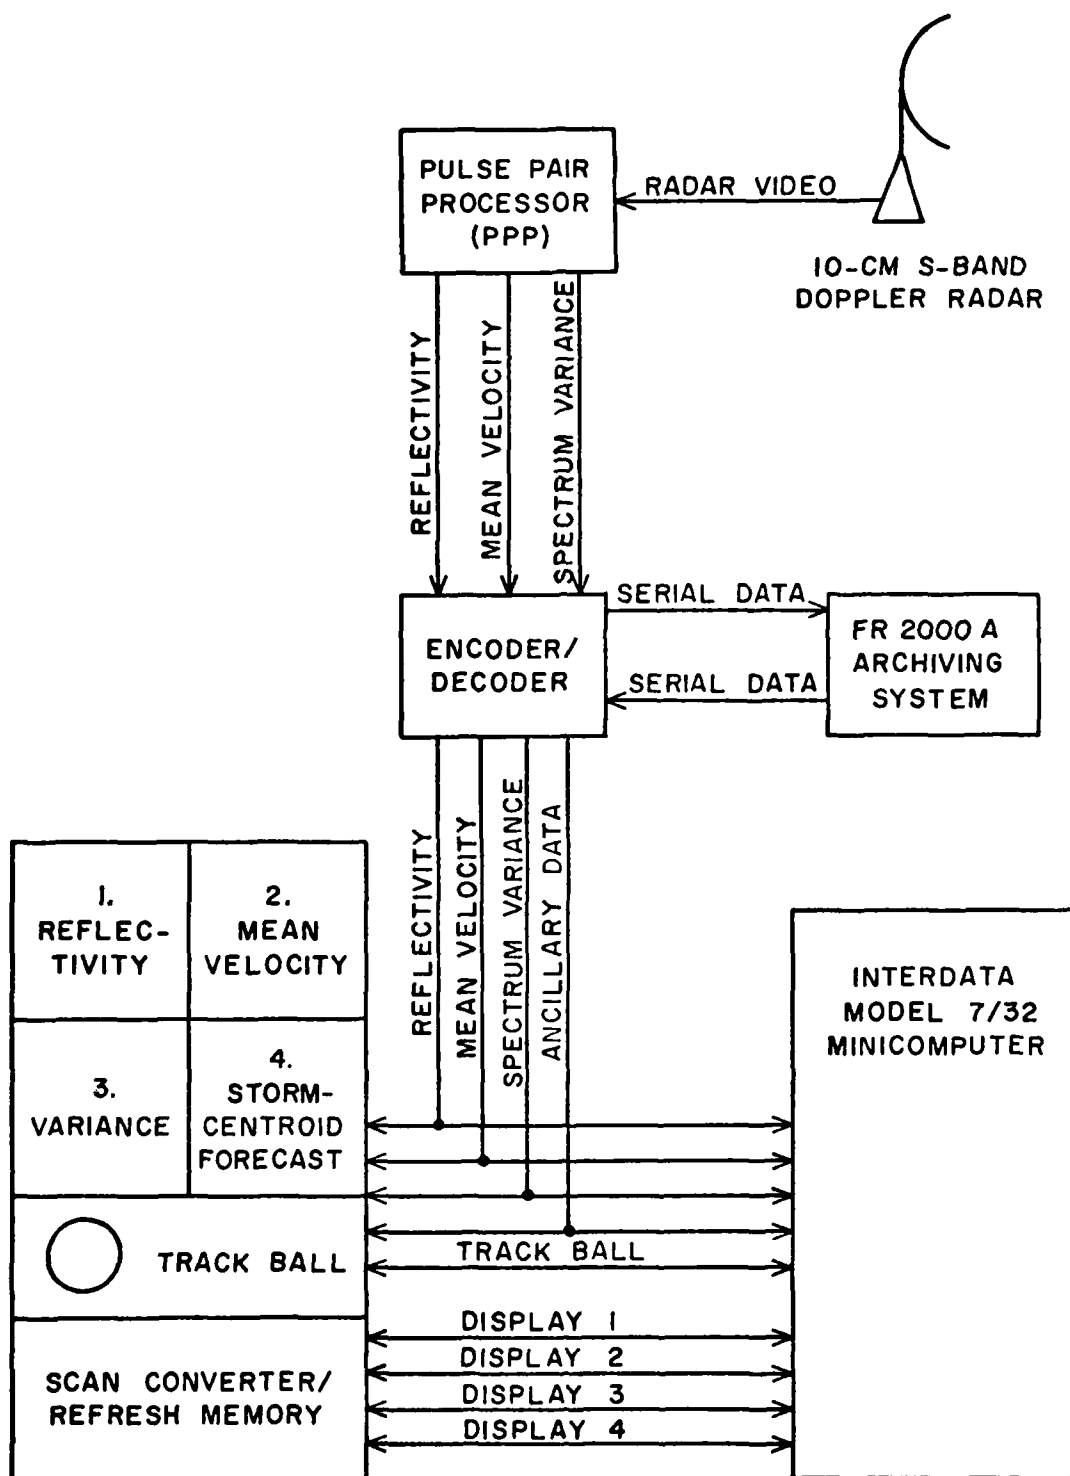 PULSE PAIR
PROCESSOR
(PPP)
RADAR VIDEO
10-CM S-BAND
DOPPLER RADAR
REFLECTIVITY
MEAN VELOCITY
SPECTRUM VARIANCE
ENCODER/
DECODER
SERIAL DATA
SERIAL DATA
FR 2000 A
ARCHIVING
SYSTEM
REFLECTIVITY
MEAN VELOCITY
SPECTRUM VARIANCE
ANCILLARY DATA
1.
REFLEC-
TIVITY
2.
MEAN
VELOCITY
3.
VARIANCE
4.
STORM-
CENTROID
FORECAST
TRACK BALL
TRACK BALL
INTERDATA
MODEL 7/32
MINICOMPUTER
SCAN CONVERTER/
REFRESH MEMORY
DISPLAY 1
DISPLAY 2
DISPLAY 3
DISPLAY 4